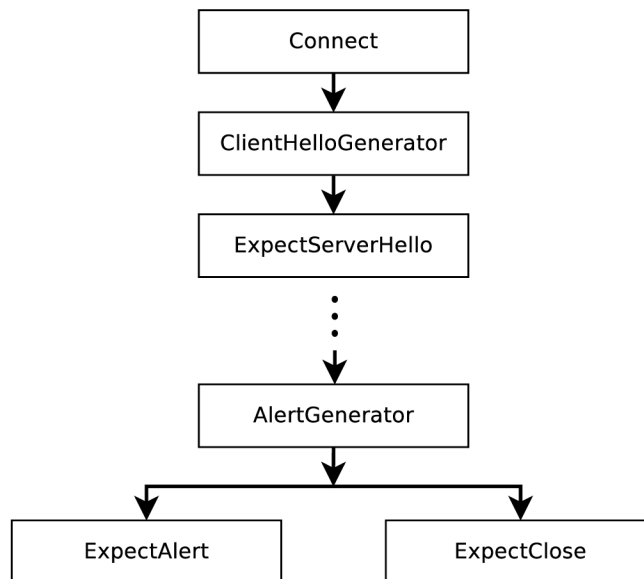 Connect
ClientHelloGenerator
ExpectServerHello
AlertGenerator
ExpectAlert
ExpectClose